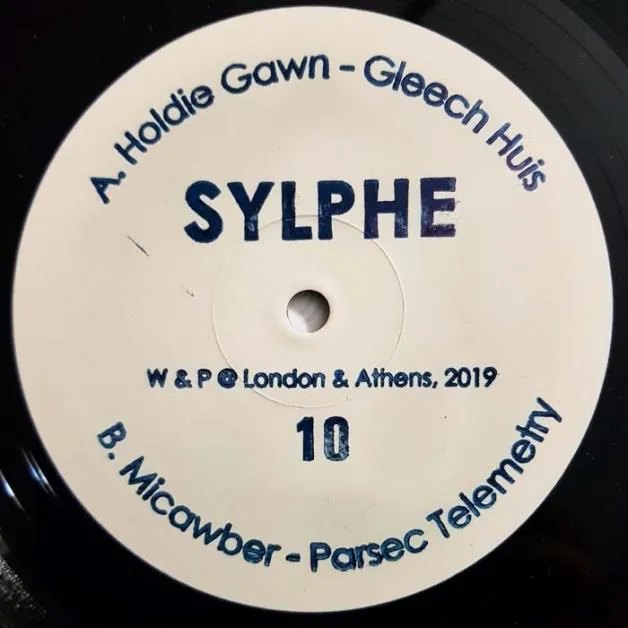 A. Holdie Gawn - Gleech Huis
SYLPHE
W & P @ London & Athens, 2019
10
B. Micawber - Parsec Telemetry